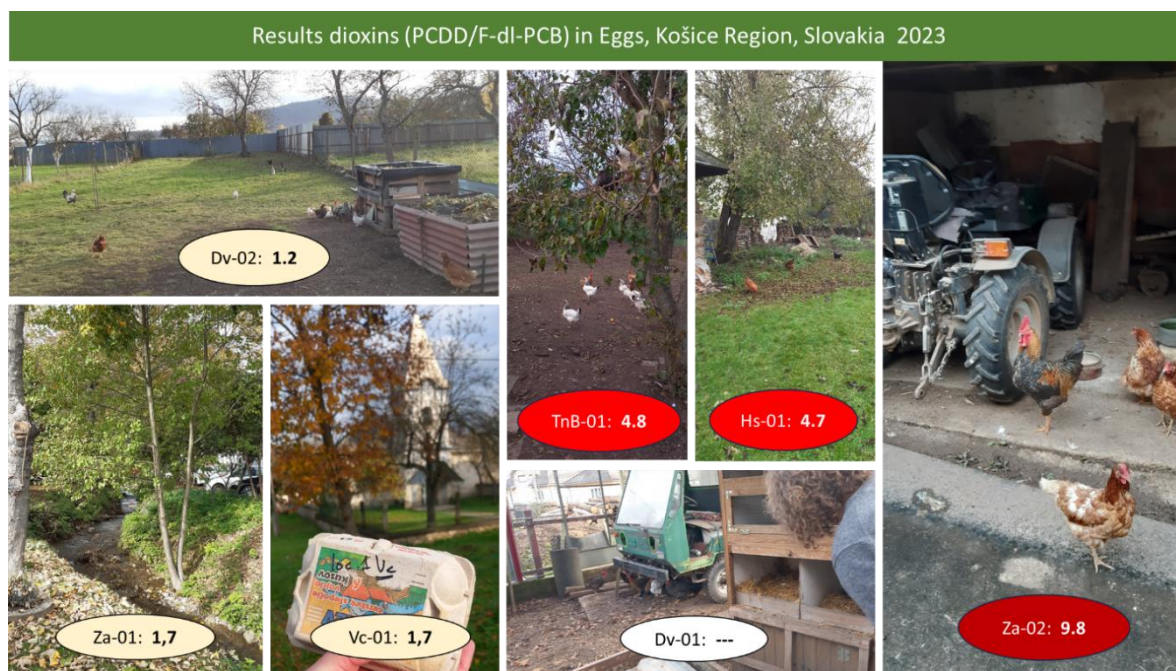 Results dioxins (PCDD/F-dl-PCB) in Eggs, Košice Region, Slovakia 2023
Dv-02: 1.2
TnB-01: 4.8
Hs-01: 4.7
Za-01: 1,7
Vc-01: 1,7
kusov
Dv-01: ---
Za-02: 9.8